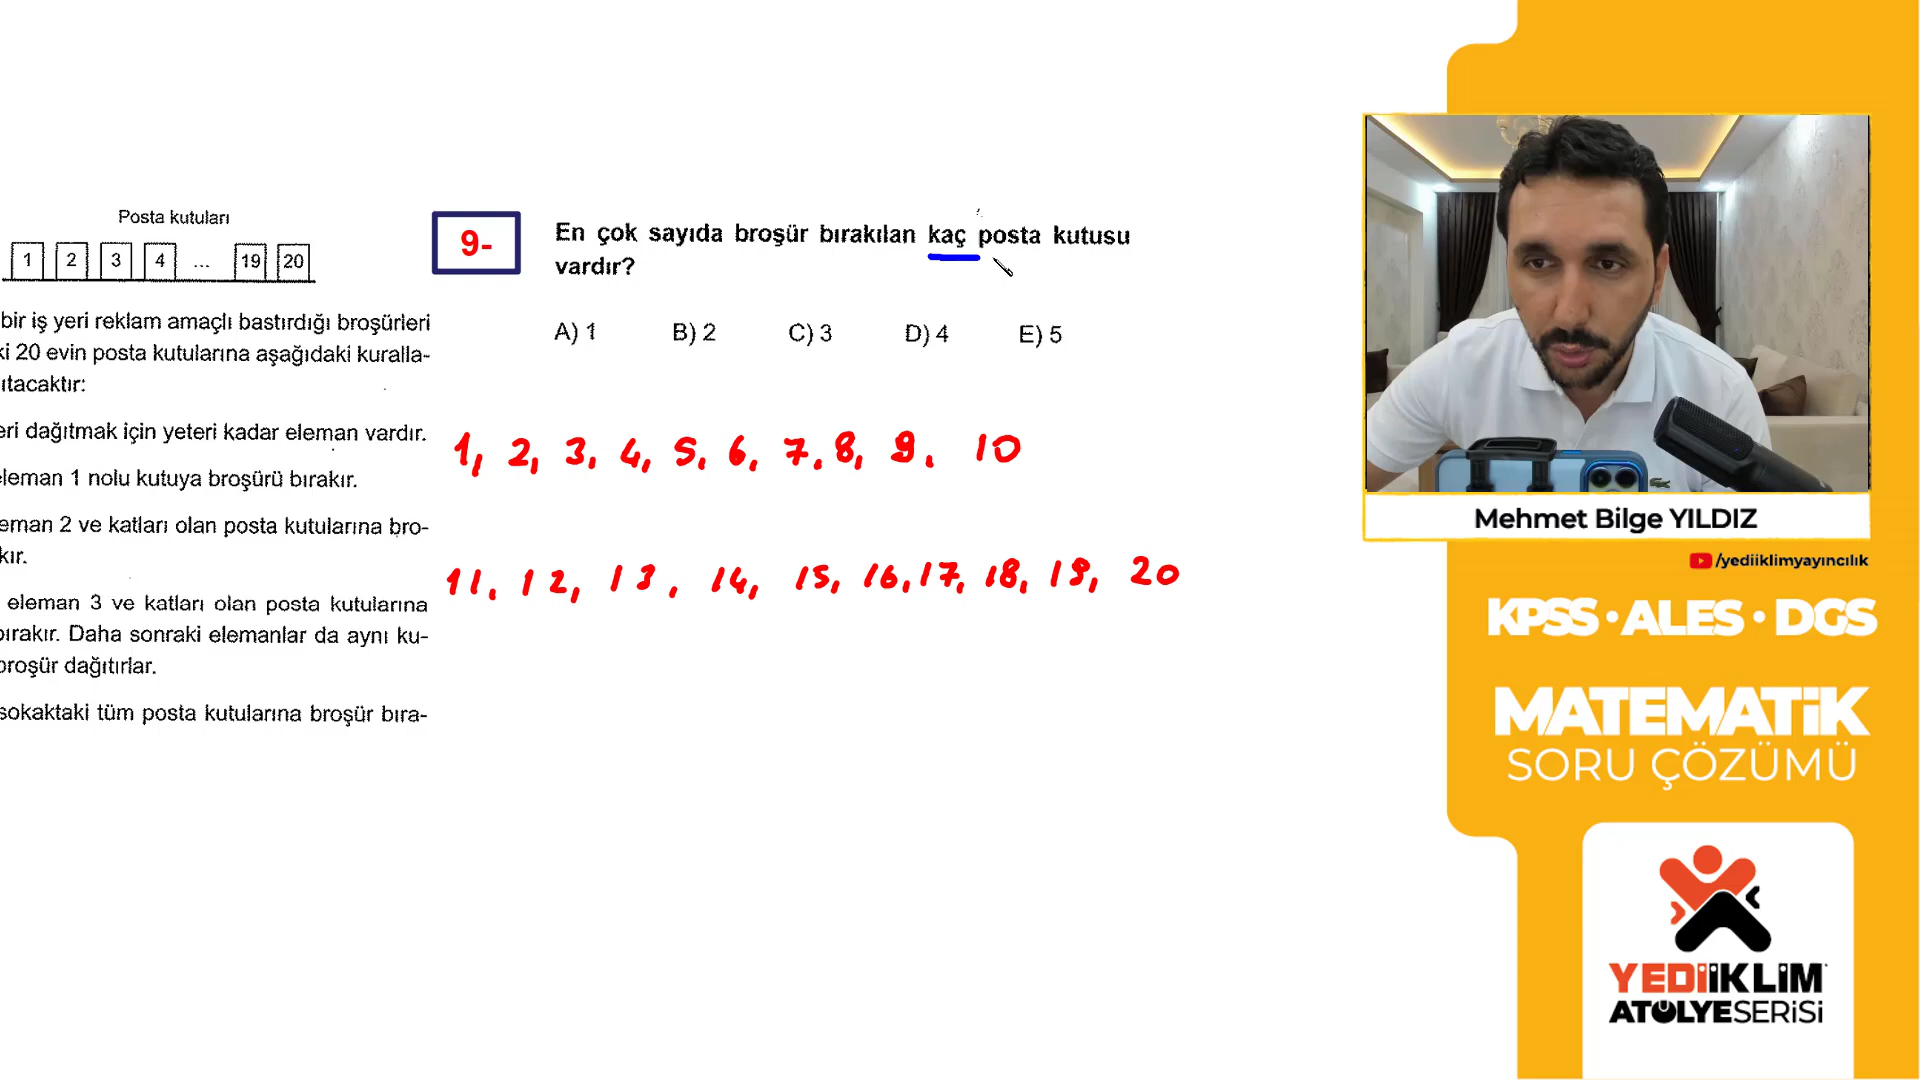 Posta kutuları
1 2 3 4 ... 19 20
bir iş yeri reklam amaçlı bastırdığı broşürleri
ki 20 evin posta kutularına aşağıdaki kuralla-
ıtacaktır:
eri dağıtmak için yeteri kadar eleman vardır.
eleman 1 nolu kutuya broşürü bırakır.
eman 2 ve katları olan posta kutularına bro-
kır.
eleman 3 ve katları olan posta kutularına
bırakır. Daha sonraki elemanlar da aynı ku-
broşür dağıtırlar.
sokaktaki tüm posta kutularına broşür bıra-
9-
En çok sayıda broşür bırakılan kaç posta kutusu
vardır?
A) 1 B) 2 C) 3 D) 4 E) 5
1, 2, 3, 4, 5, 6, 7, 8, 9, 10
11, 12, 13, 14, 15, 16, 17, 18, 19, 20
Mehmet Bilge YILDIZ
/yediiklimyayıncılık
KPSS • ALES • DGS
MATEMATİK
SORU ÇÖZÜMÜ
YEDİİKLİM
ATÖLYESERİSİ